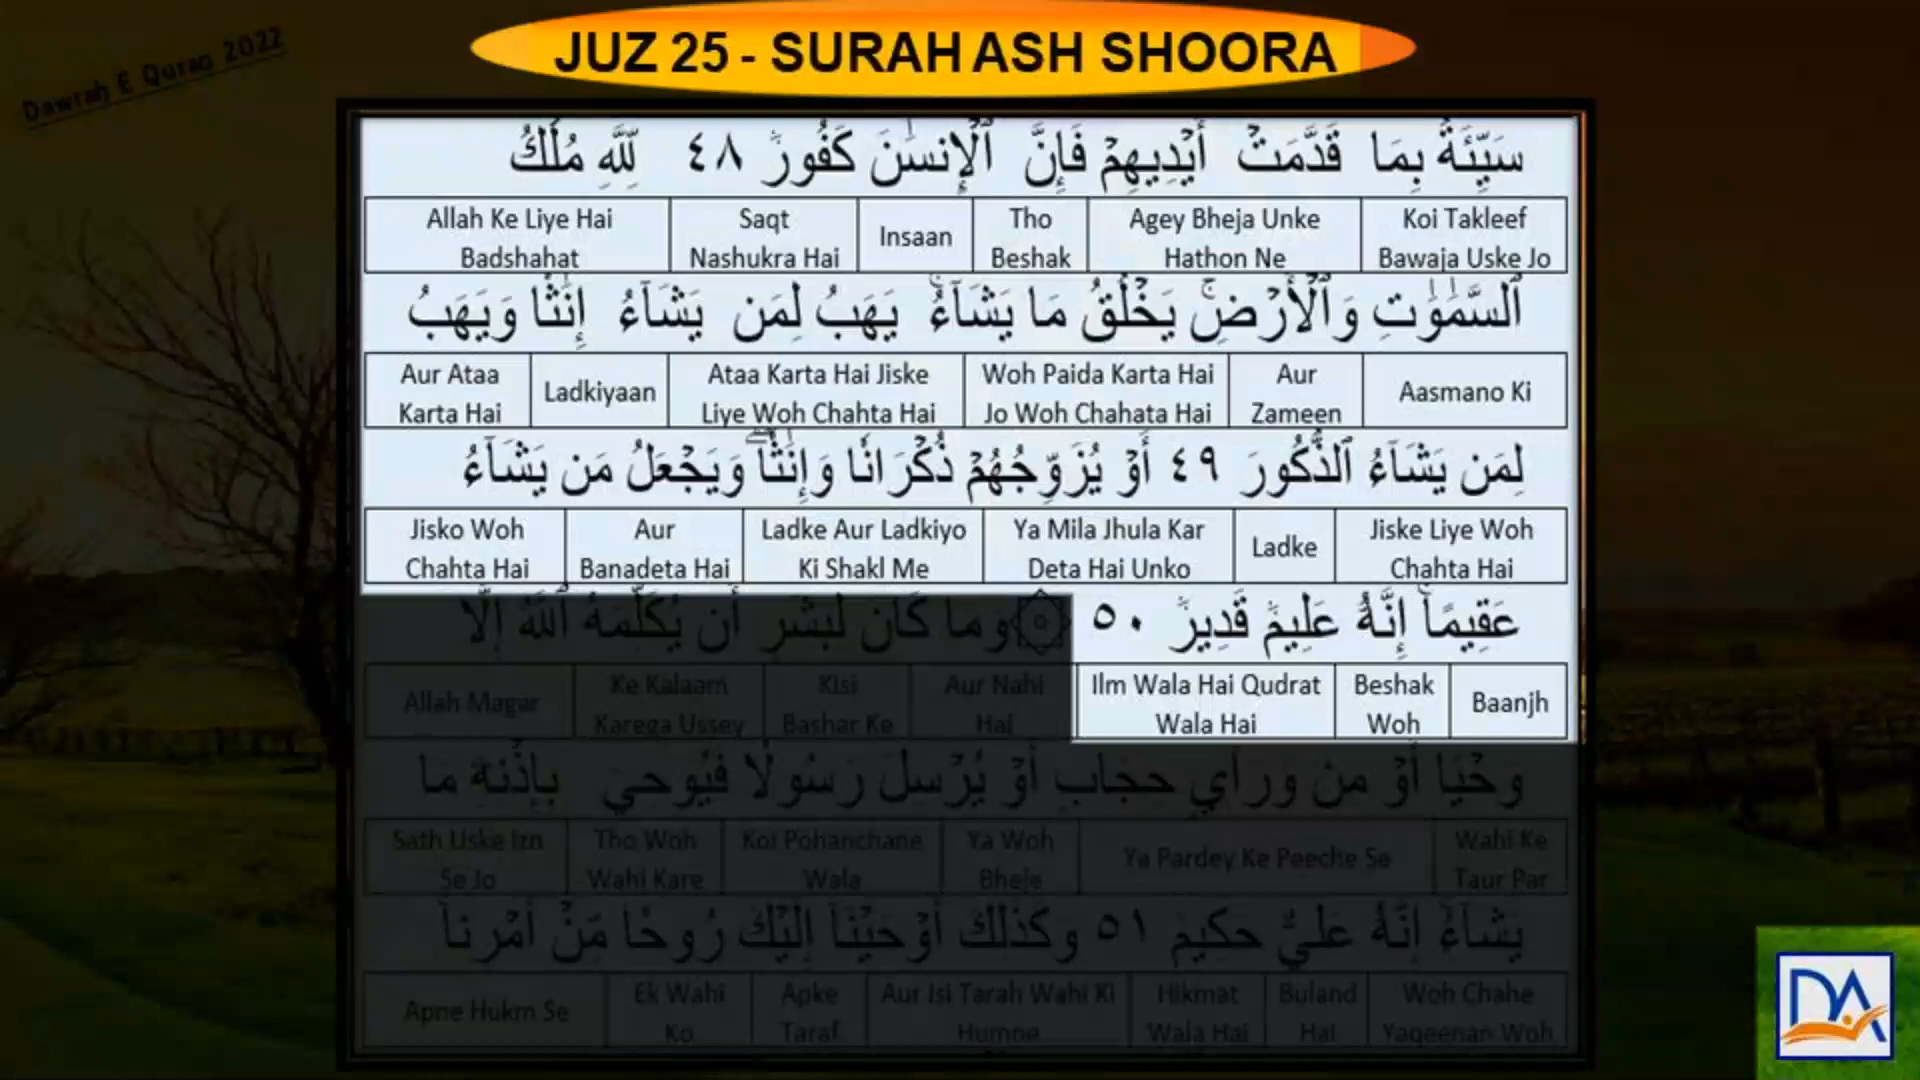 Dawrah E Quran 2022
JUZ 25 - SURAH ASH SHOORA
سَيِّئَةٌۢ بِمَا قَدَّمَتۡ أَيۡدِيهِمۡ فَإِنَّ ٱلۡإِنسَٰنَ كَفُورٞ ٤٨ لِّلَّهِ مُلۡكُ
Koi Takleef Bawaja Uske Jo
Agey Bheja Unke Hathon Ne
Tho Beshak
Insaan
Saqt Nashukra Hai
Allah Ke Liye Hai Badshahat
ٱلسَّمَٰوَٰتِ وَٱلۡأَرۡضِۚ يَخۡلُقُ مَا يَشَآءُۚ يَهَبُ لِمَن يَشَآءُ إِنَٰثٗا وَيَهَبُ
Aasmano Ki
Aur Zameen
Woh Paida Karta Hai Jo Woh Chahata Hai
Ataa Karta Hai Jiske Liye Woh Chahta Hai
Ladkiyaan
Aur Ataa Karta Hai
لِمَن يَشَآءُ ٱلذُّكُورَ ٤٩ أَوۡ يُزَوِّجُهُمۡ ذُكۡرَانٗا وَإِنَٰثٗاۖ وَيَجۡعَلُ مَن يَشَآءُ
Jiske Liye Woh Chahta Hai
Ladke
Ya Mila Jhula Kar Deta Hai Unko
Ladke Aur Ladkiyo Ki Shakl Me
Aur Banadeta Hai
Jisko Woh Chahta Hai
عَقِيمًاۚ إِنَّهُۥ عَلِيمٞ قَدِيرٞ ٥٠ ۞وَمَا كَانَ لِبَشَرٍ أَن يُكَلِّمَهُ ٱللَّهُ إِلَّا
Baanjh
Beshak Woh
Ilm Wala Hai Qudrat Wala Hai
Aur Nahi Hai
Kisi Bashar Ke
Ke Kalaam Karega Ussey
Allah Magar
وَحۡيًا أَوۡ مِن وَرَآيِٕ حِجَابٍ أَوۡ يُرۡسِلَ رَسُولٗا فَيُوحِيَ بِإِذۡنِهِۦ مَا
Wahi Ke Taur Par
Ya Pardey Ke Peeche Se
Ya Woh Bheje
Koi Pohanchane Wala
Tho Woh Wahi Kare
Sath Uske Izn Se Jo
يَشَآءُۚ إِنَّهُۥ عَلِيٌّ حَكِيمٞ ٥١ وَكَذَٰلِكَ أَوۡحَيۡنَآ إِلَيۡكَ رُوحٗا مِّنۡ أَمۡرِنَاۚ
Woh Chahe Yaqeenan Woh
Buland Hai
Hikmat Wala Hai
Aur Isi Tarah Wahi Ki Humne
Apke Taraf
Ek Wahi Ko
Apne Hukm Se
DA